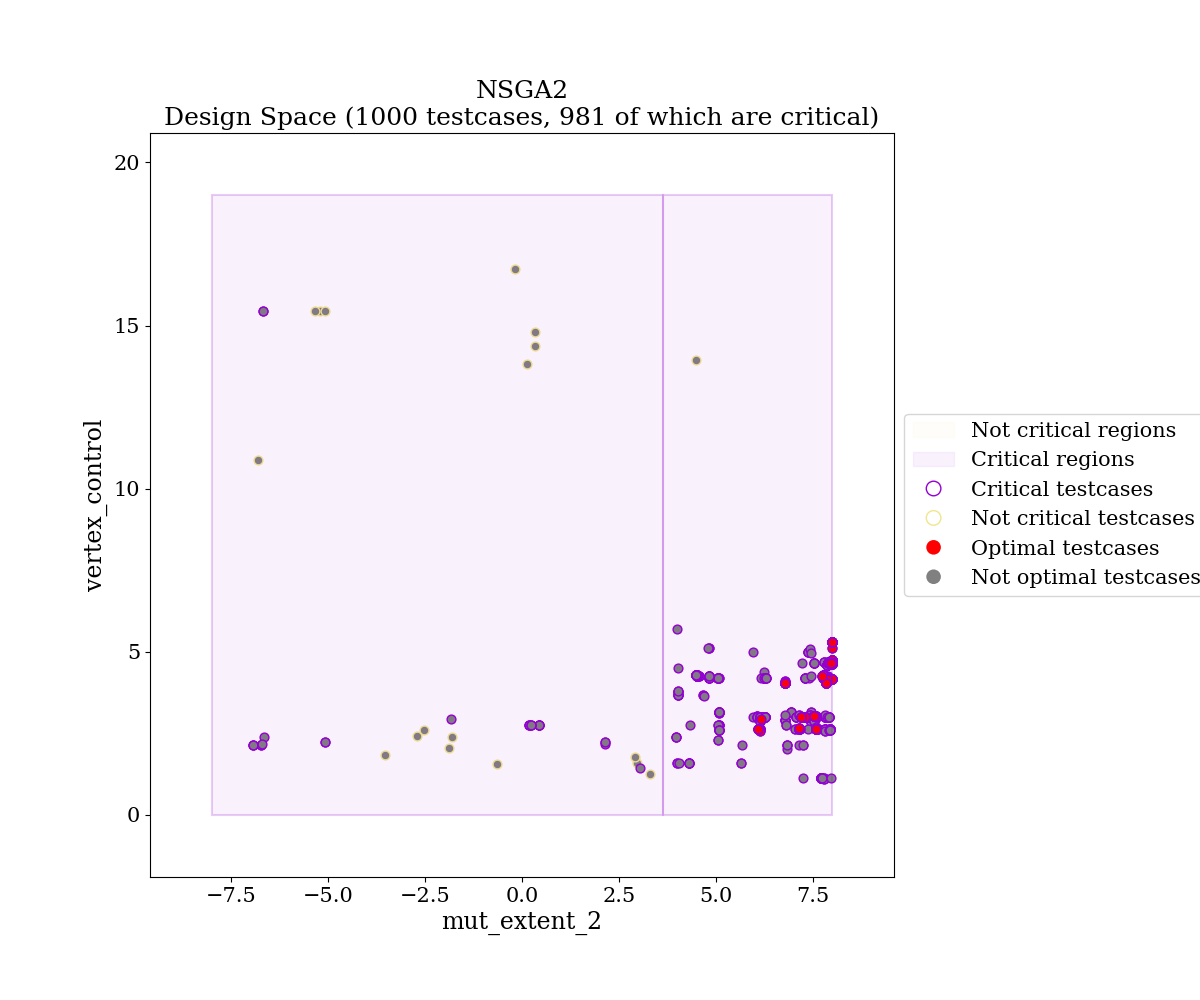 NSGA2
Design Space (1000 testcases, 981 of which are critical)
20
15
10
5
0
vertex_control
−7.5
−5.0
−2.5
0.0
2.5
5.0
7.5
mut_extent_2
Not critical regions
Critical regions
Critical testcases
Not critical testcases
Optimal testcases
Not optimal testcases